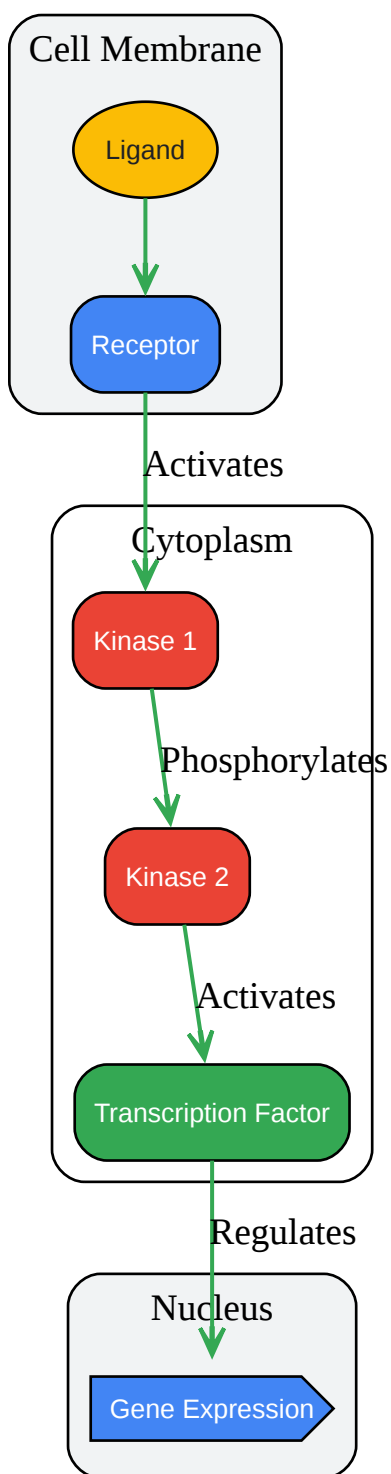 Cell Membrane
Ligand
Receptor
Activates
Cytoplasm
Kinase 1
Phosphorylates
Kinase 2
Activates
Transcription Factor
Regulates
Nucleus
Gene Expression